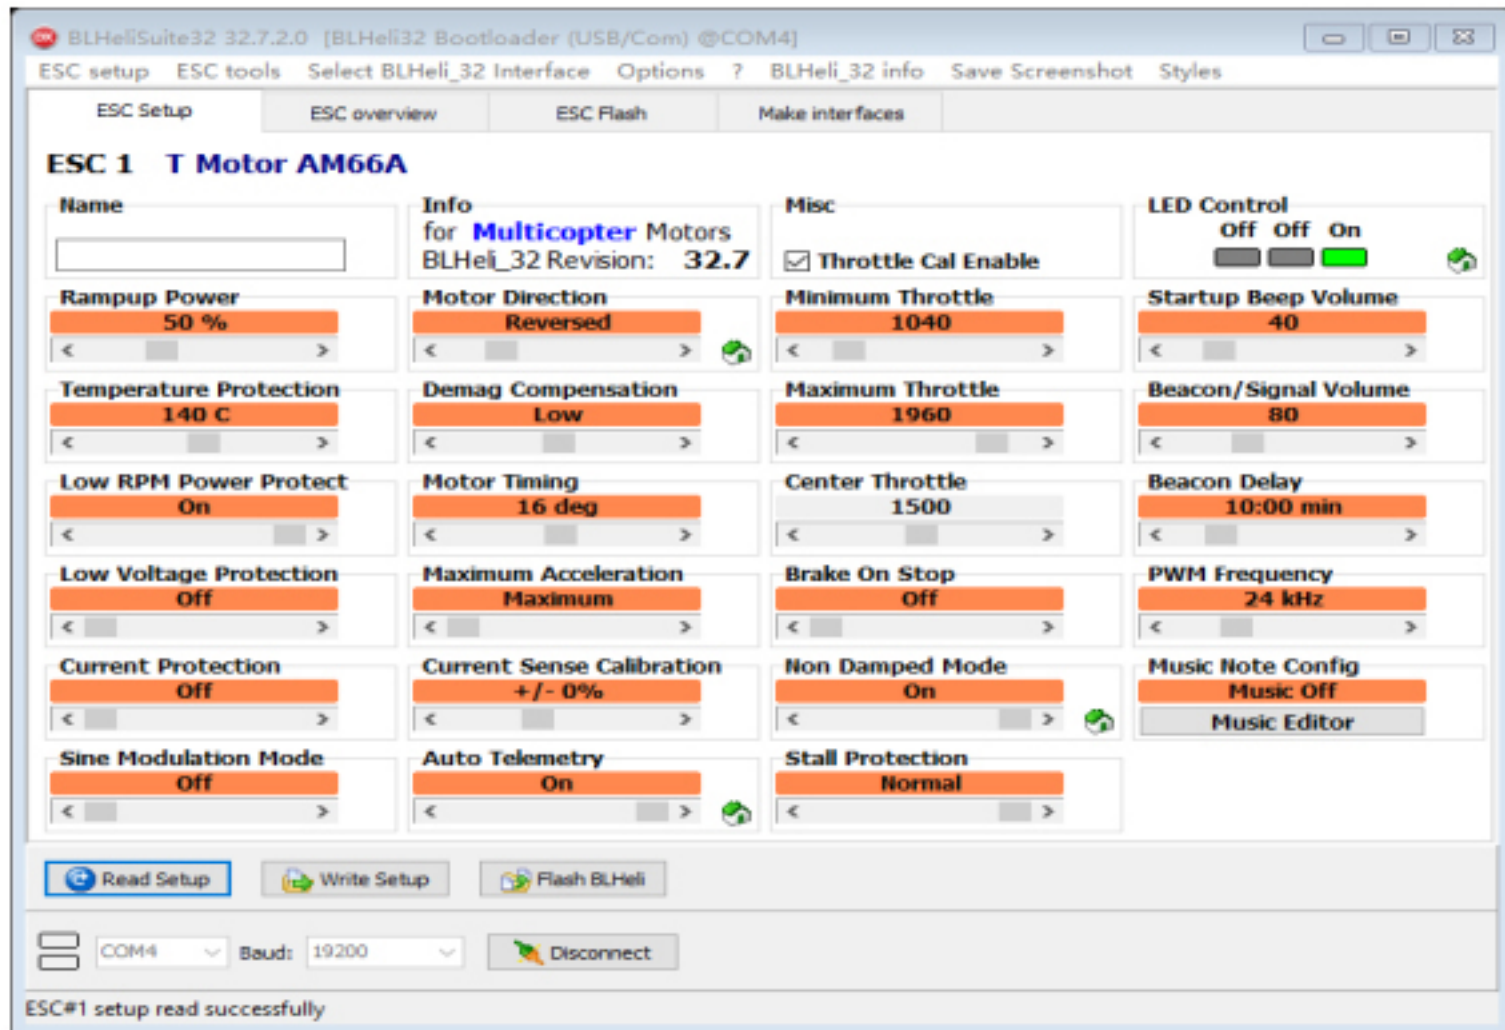 BLHeliSuite32 32.7.2.0 [BLHeli32 Bootloader (USB/Com) @COM4]
ESC setup ESC tools Select BLHeli_32 Interface Options ? BLHeli_32 info Save Screenshot Styles
ESC Setup ESC overview ESC Flash Make interfaces
ESC 1 T Motor AM66A
Name
Info
for Multicopter Motors
BLHeli_32 Revision: 32.7
Misc
Throttle Cal Enable
LED Control
Off Off On
Rampup Power
50 %
Motor Direction
Reversed
Minimum Throttle
1040
Startup Beep Volume
40
Temperature Protection
140 C
Demag Compensation
Low
Maximum Throttle
1960
Beacon/Signal Volume
80
Low RPM Power Protect
On
Motor Timing
16 deg
Center Throttle
1500
Beacon Delay
10:00 min
Low Voltage Protection
Off
Maximum Acceleration
Maximum
Brake On Stop
Off
PWM Frequency
24 kHz
Current Protection
Off
Current Sense Calibration
+/- 0%
Non Damped Mode
On
Music Note Config
Music Off
Music Editor
Sine Modulation Mode
Off
Auto Telemetry
On
Stall Protection
Normal
Read Setup Write Setup Flash BLHeli
COM4 Baud: 19200 Disconnect
ESC#1 setup read successfully